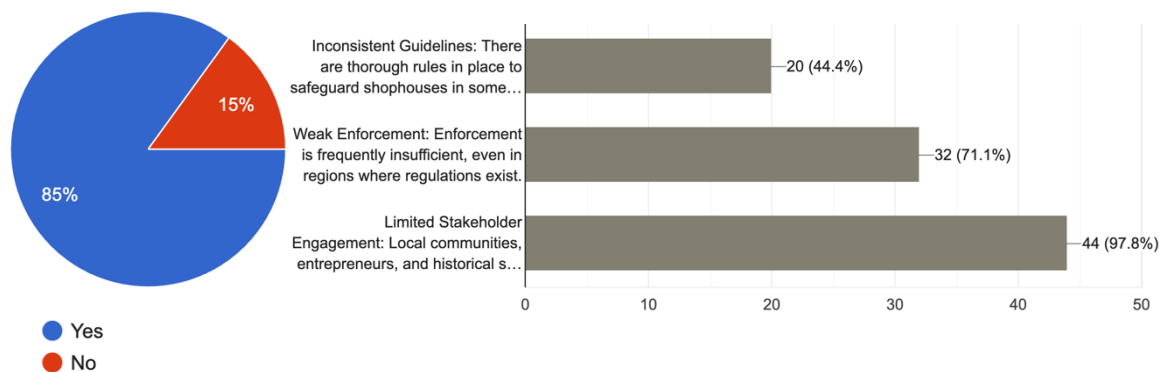 85%
15%
Yes
No
Inconsistent Guidelines: There
are thorough rules in place to
safeguard shophouses in some…
20 (44.4%)
Weak Enforcement: Enforcement
is frequently insufficient, even in
regions where regulations exist.
32 (71.1%)
Limited Stakeholder
Engagement: Local communities,
entrepreneurs, and historical s…
44 (97.8%)
0 10 20 30 40 50